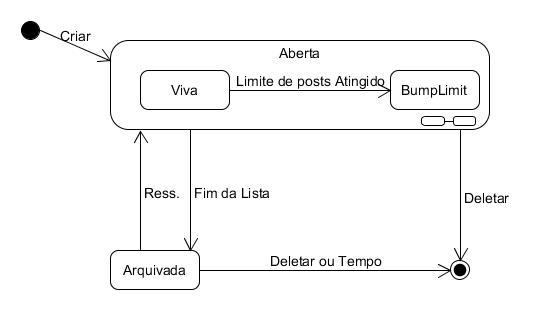 Criar
Aberta
Viva
Limite de posts Atingido
BumpLimit
Ress.
Fim da Lista
Deletar
Arquivada
Deletar ou Tempo